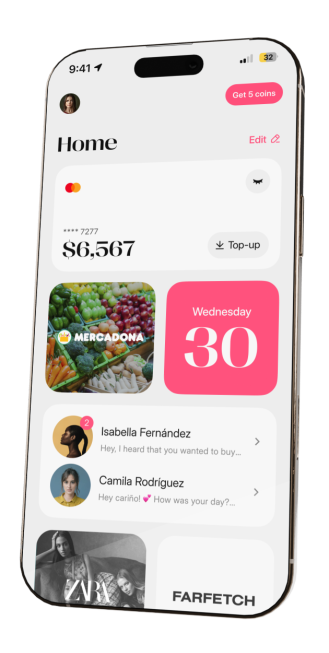 9:41
32
Get 5 coins
Home
Edit
**** 7277
$6,567
Top-up
MERCADONA
Wednesday
30
2
Isabella Fernández
Hey, I heard that you wanted to buy...
Camila Rodríguez
Hey cariño! 💕 How was your day?...
ZARA
FARFETCH